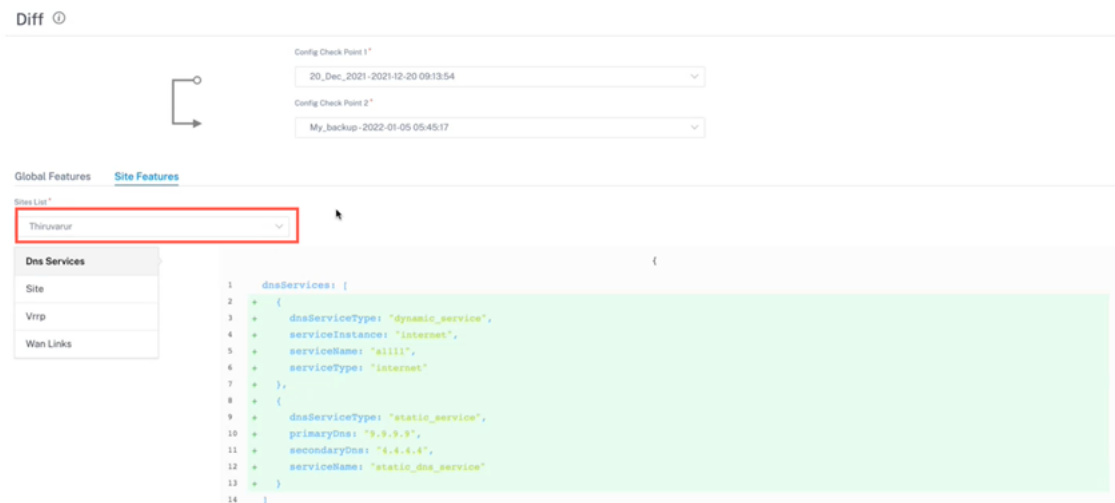 Diff
Config Check Point 1*
20_Dec_2021-2021-12-20 09:13:54
Config Check Point 2*
My_backup-2022-01-05 05:45:17
Global Features Site Features
Sites List*
Thiruvarur
Dns Services
Site
Vrrp
Wan Links
{
1 dnsServices: [
2 + {
3 + dnsServiceType: "dynamic_service",
4 + serviceInstance: "internet",
5 + serviceName: "a1111",
6 + serviceType: "internet"
7 + },
8 + {
9 + dnsServiceType: "static_service",
10 + primaryDns: "9.9.9.9",
11 + secondaryDns: "4.4.4.4",
12 + serviceName: "static_dns_service"
13 + }
14 ]